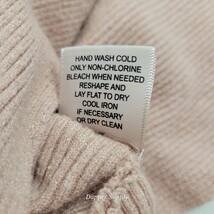 HAND WASH COLD
ONLY NON-CHLORINE
BLEACH WHEN NEEDED
RESHAPE AND
LAY FLAT TO DRY
COOL IRON
IF NECESSARY
OR DRY CLEAN